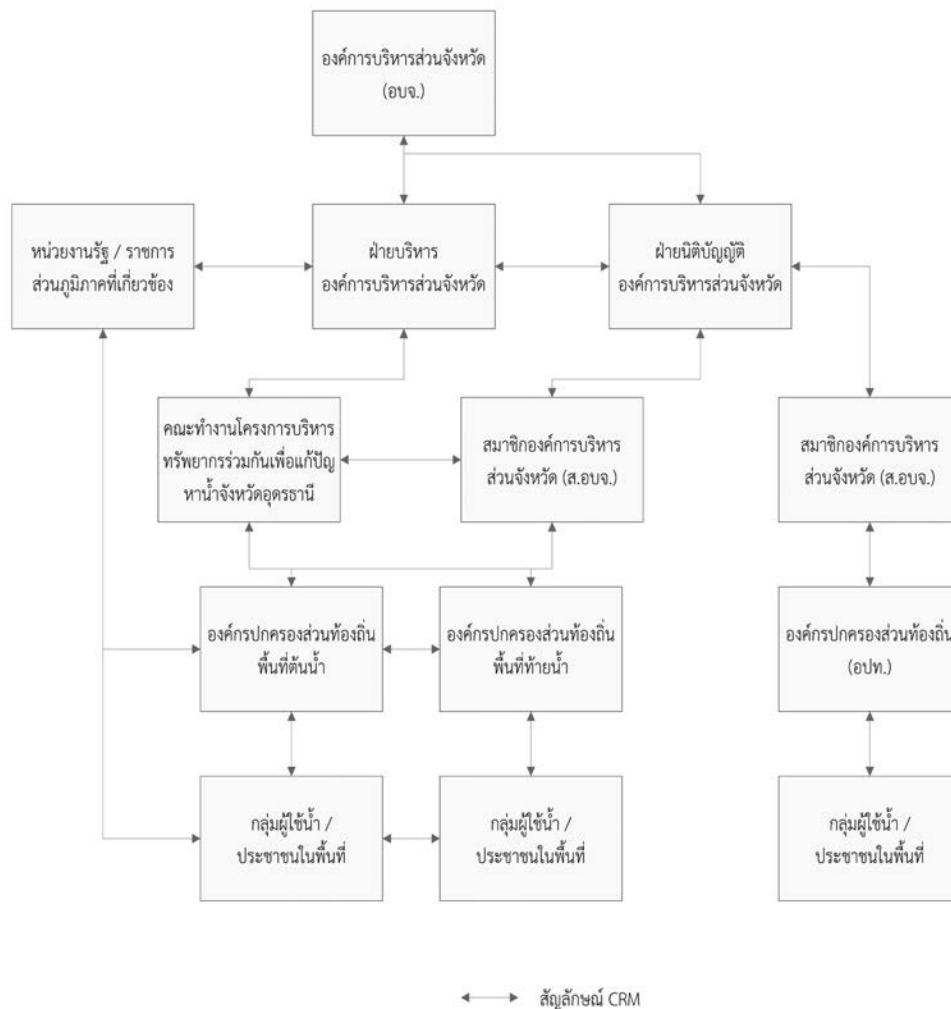 องค์การบริหารส่วนจังหวัด
(อบจ.)
หน่วยงานรัฐ / ราชการ
ส่วนภูมิภาคที่เกี่ยวข้อง
ฝ่ายบริหาร
องค์การบริหารส่วนจังหวัด
ฝ่ายนิติบัญญัติ
องค์การบริหารส่วนจังหวัด
คณะทำงานโครงการบริหาร
ทรัพยากรร่วมกันเพื่อแก้ปัญ
หาน้ำจังหวัดอุดรธานี
สมาชิกองค์การบริหาร
ส่วนจังหวัด (ส.อบจ.)
สมาชิกองค์การบริหาร
ส่วนจังหวัด (ส.อบจ.)
องค์กรปกครองส่วนท้องถิ่น
พื้นที่ต้นน้ำ
องค์กรปกครองส่วนท้องถิ่น
พื้นที่ท้ายน้ำ
องค์กรปกครองส่วนท้องถิ่น
(อปท.)
กลุ่มผู้ใช้น้ำ /
ประชาชนในพื้นที่
กลุ่มผู้ใช้น้ำ /
ประชาชนในพื้นที่
กลุ่มผู้ใช้น้ำ /
ประชาชนในพื้นที่
สัญลักษณ์ CRM